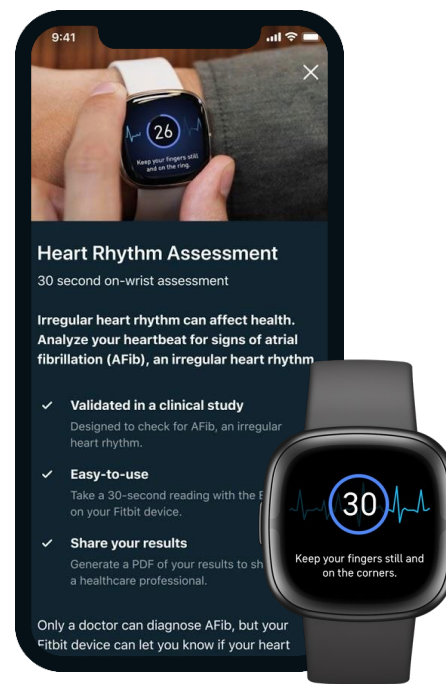 9:41
26
Keep your fingers still
and on the ring.
Heart Rhythm Assessment
30 second on-wrist assessment
Irregular heart rhythm can affect health.
Analyze your heartbeat for signs of atrial
fibrillation (AFib), an irregular heart rhythm
Validated in a clinical study
Designed to check for AFib, an irregular
heart rhythm.
Easy-to-use
Take a 30-second reading with the
on your Fitbit device.
Share your results
Generate a PDF of your results to
a healthcare professional.
Only a doctor can diagnose AFib, but your
Fitbit device can let you know if your heart
30
Keep your fingers still and
on the corners.